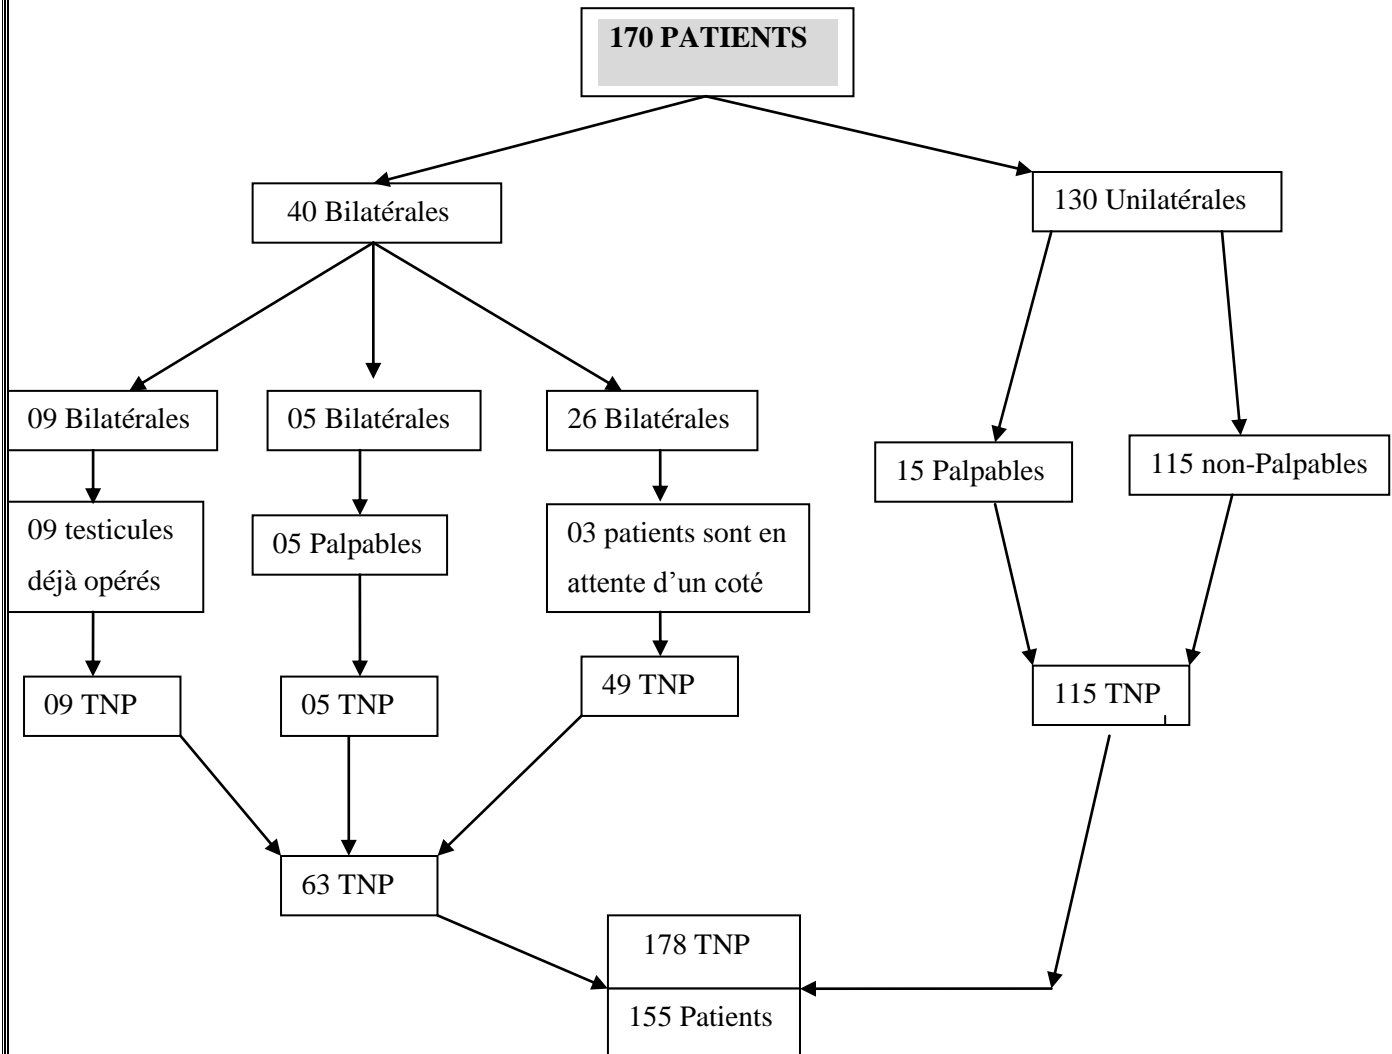 170 PATIENTS
40 Bilatérales
130 Unilatérales
09 Bilatérales
05 Bilatérales
26 Bilatérales
15 Palpables
115 non-Palpables
09 testicules
déjà opérés
05 Palpables
03 patients sont en
attente d’un coté
09 TNP
05 TNP
49 TNP
115 TNP
63 TNP
178 TNP
155 Patients